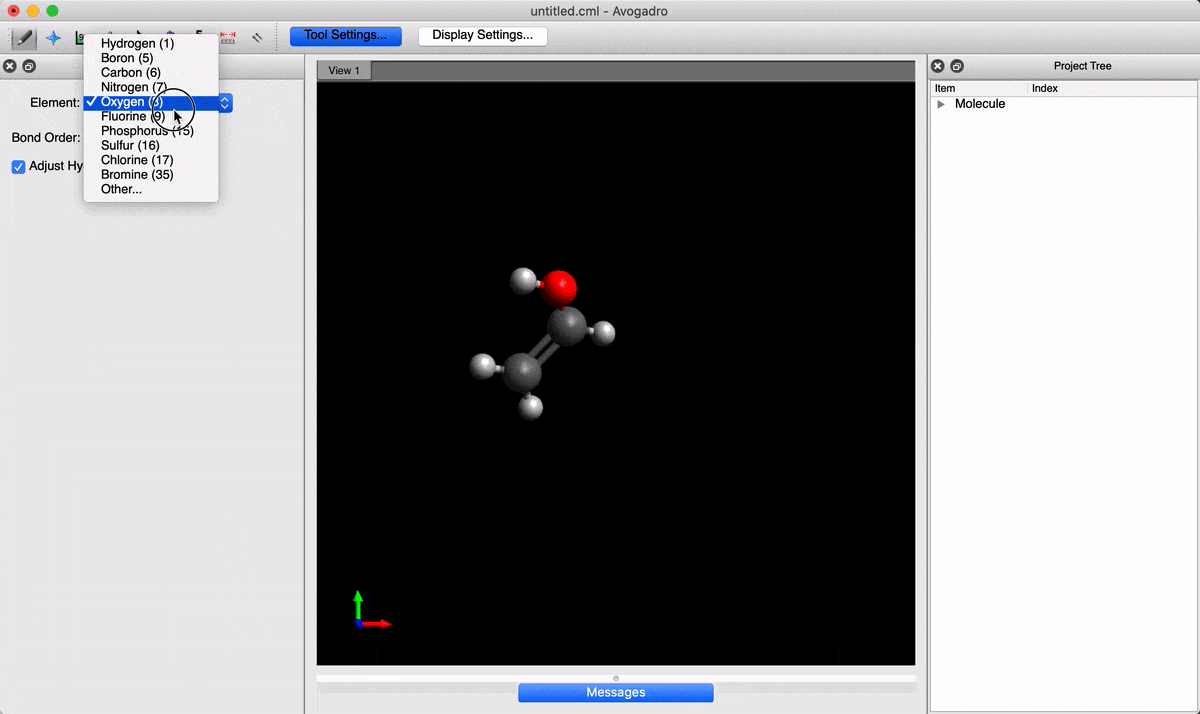 untitled.cml - Avogadro
Tool Settings...
Display Settings...
Hydrogen (1)
Boron (5)
Carbon (6)
Nitrogen (7)
Element: ✓ Oxygen (8)
Fluorine (9)
Bond Order:
Phosphorus (15)
Sulfur (16)
Adjust Hy
Chlorine (17)
Bromine (35)
Other...
View 1
Project Tree
Item Index
Molecule
Messages